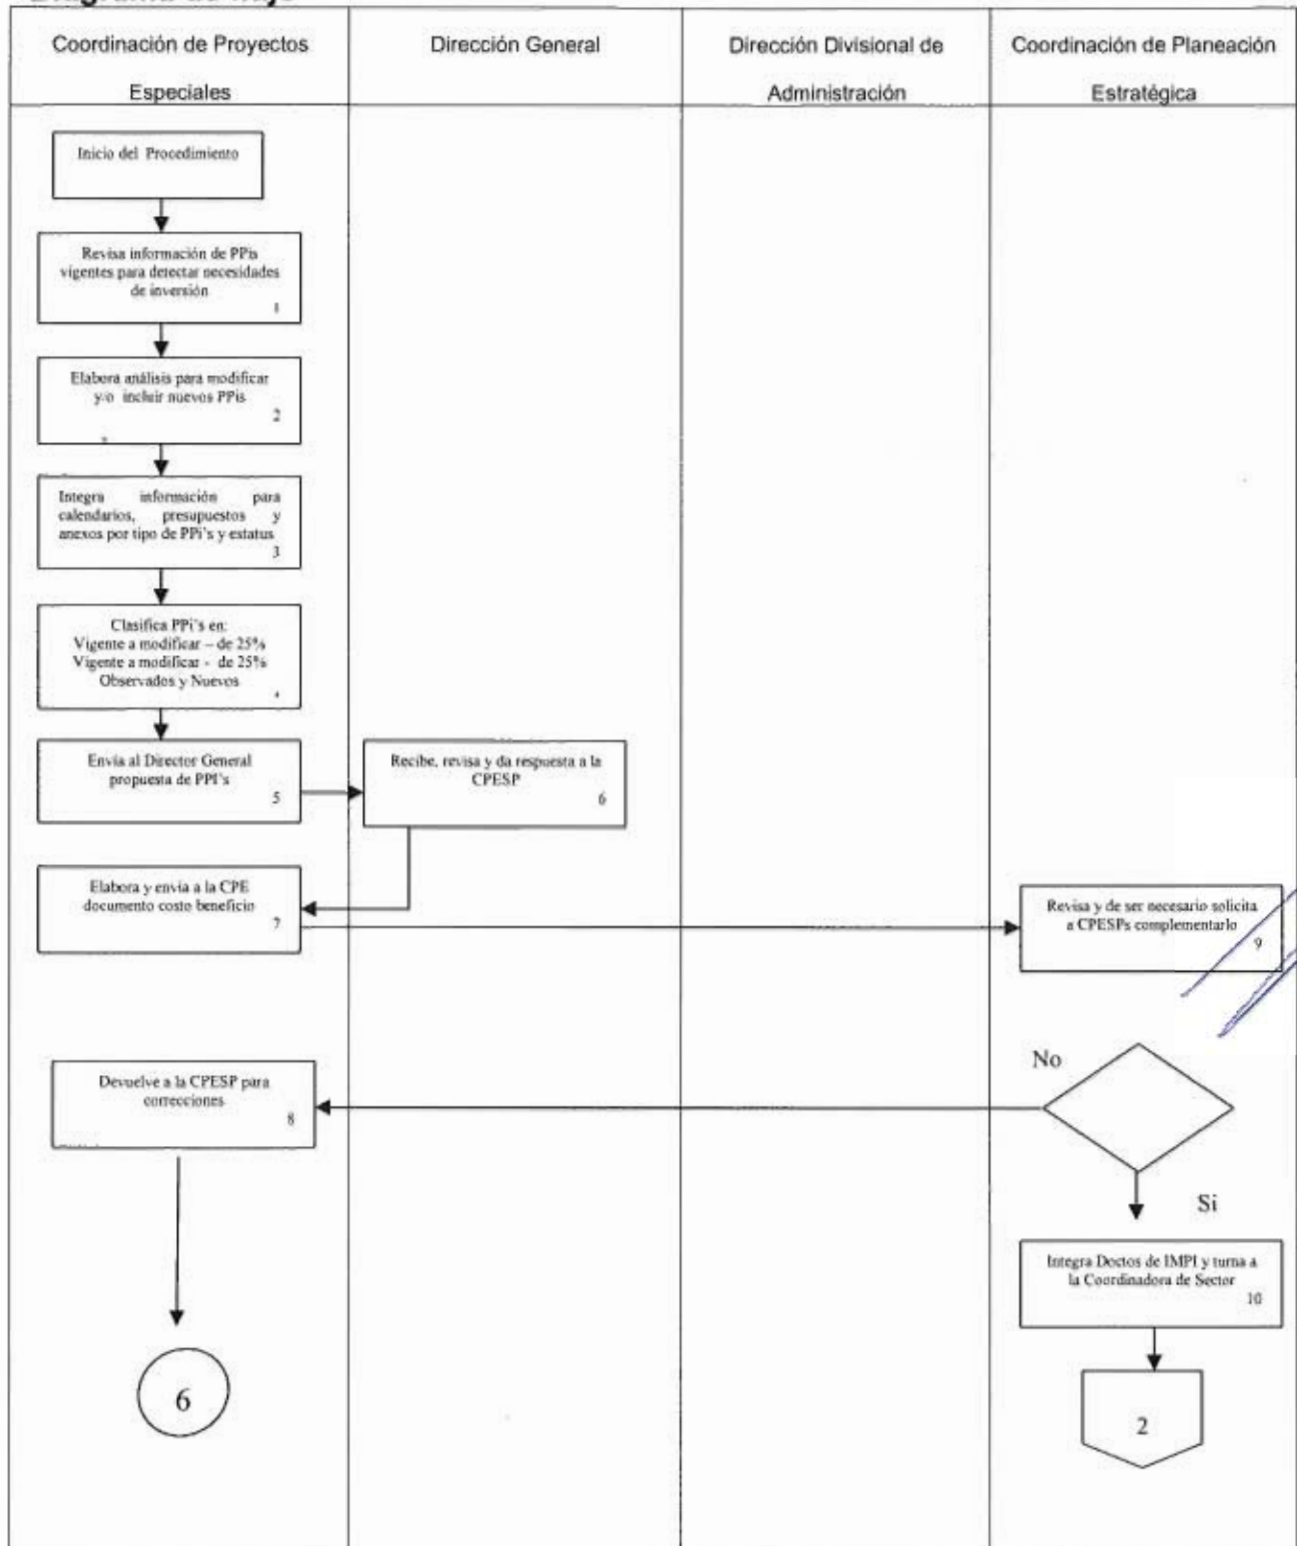 Coordinación de Proyectos
Especiales
Dirección General
Dirección Divisional de
Administración
Coordinación de Planeación
Estratégica
Inicio del Procedimiento
Revisa información de PPis
vigentes para detectar necesidades
de inversión
1
Elabora análisis para modificar
y/o incluir nuevos PPis
2
Integra información para
calendarios, presupuestos y
anexos por tipo de PPi's y estatus
3
Clasifica PPi's en:
Vigente a modificar – de 25%
Vigente a modificar - de 25%
Observados y Nuevos
Envía al Director General
propuesta de PPI's
5
Recibe, revisa y da respuesta a la
CPESP
6
Elabora y envia a la CPE
documento costo beneficio
7
Revisa y de ser necesario solicita
a CPESPs complementarlo
9
No
Devuelve a la CPESP para
correcciones
8
Si
Integra Doctos de IMPI y turna a
la Coordinadora de Sector
10
6
2